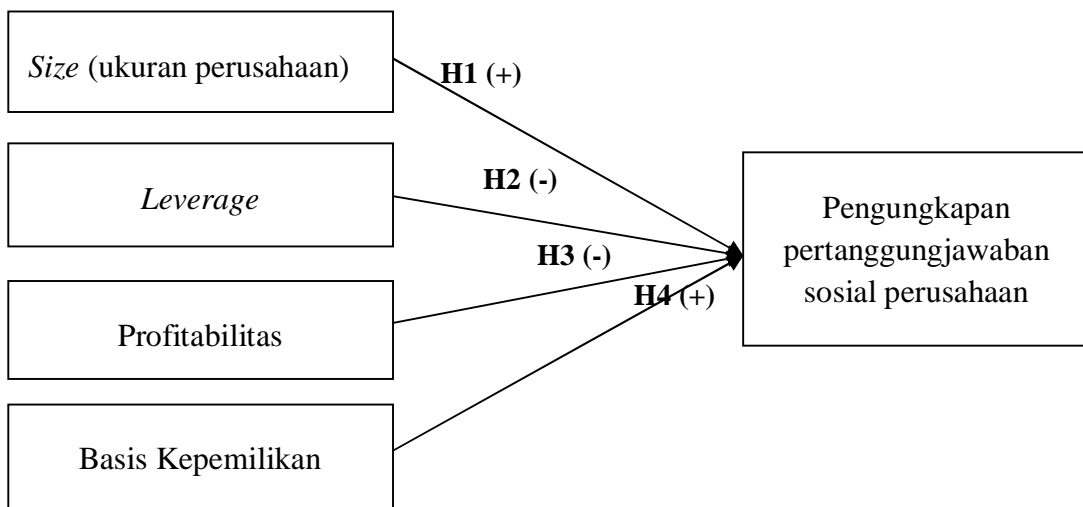 Size (ukuran perusahaan)
H1 (+)
Leverage
H2 (-)
Pengungkapan
pertanggungjawaban
sosial perusahaan
H3 (-)
Profitabilitas
H4 (+)
Basis Kepemilikan